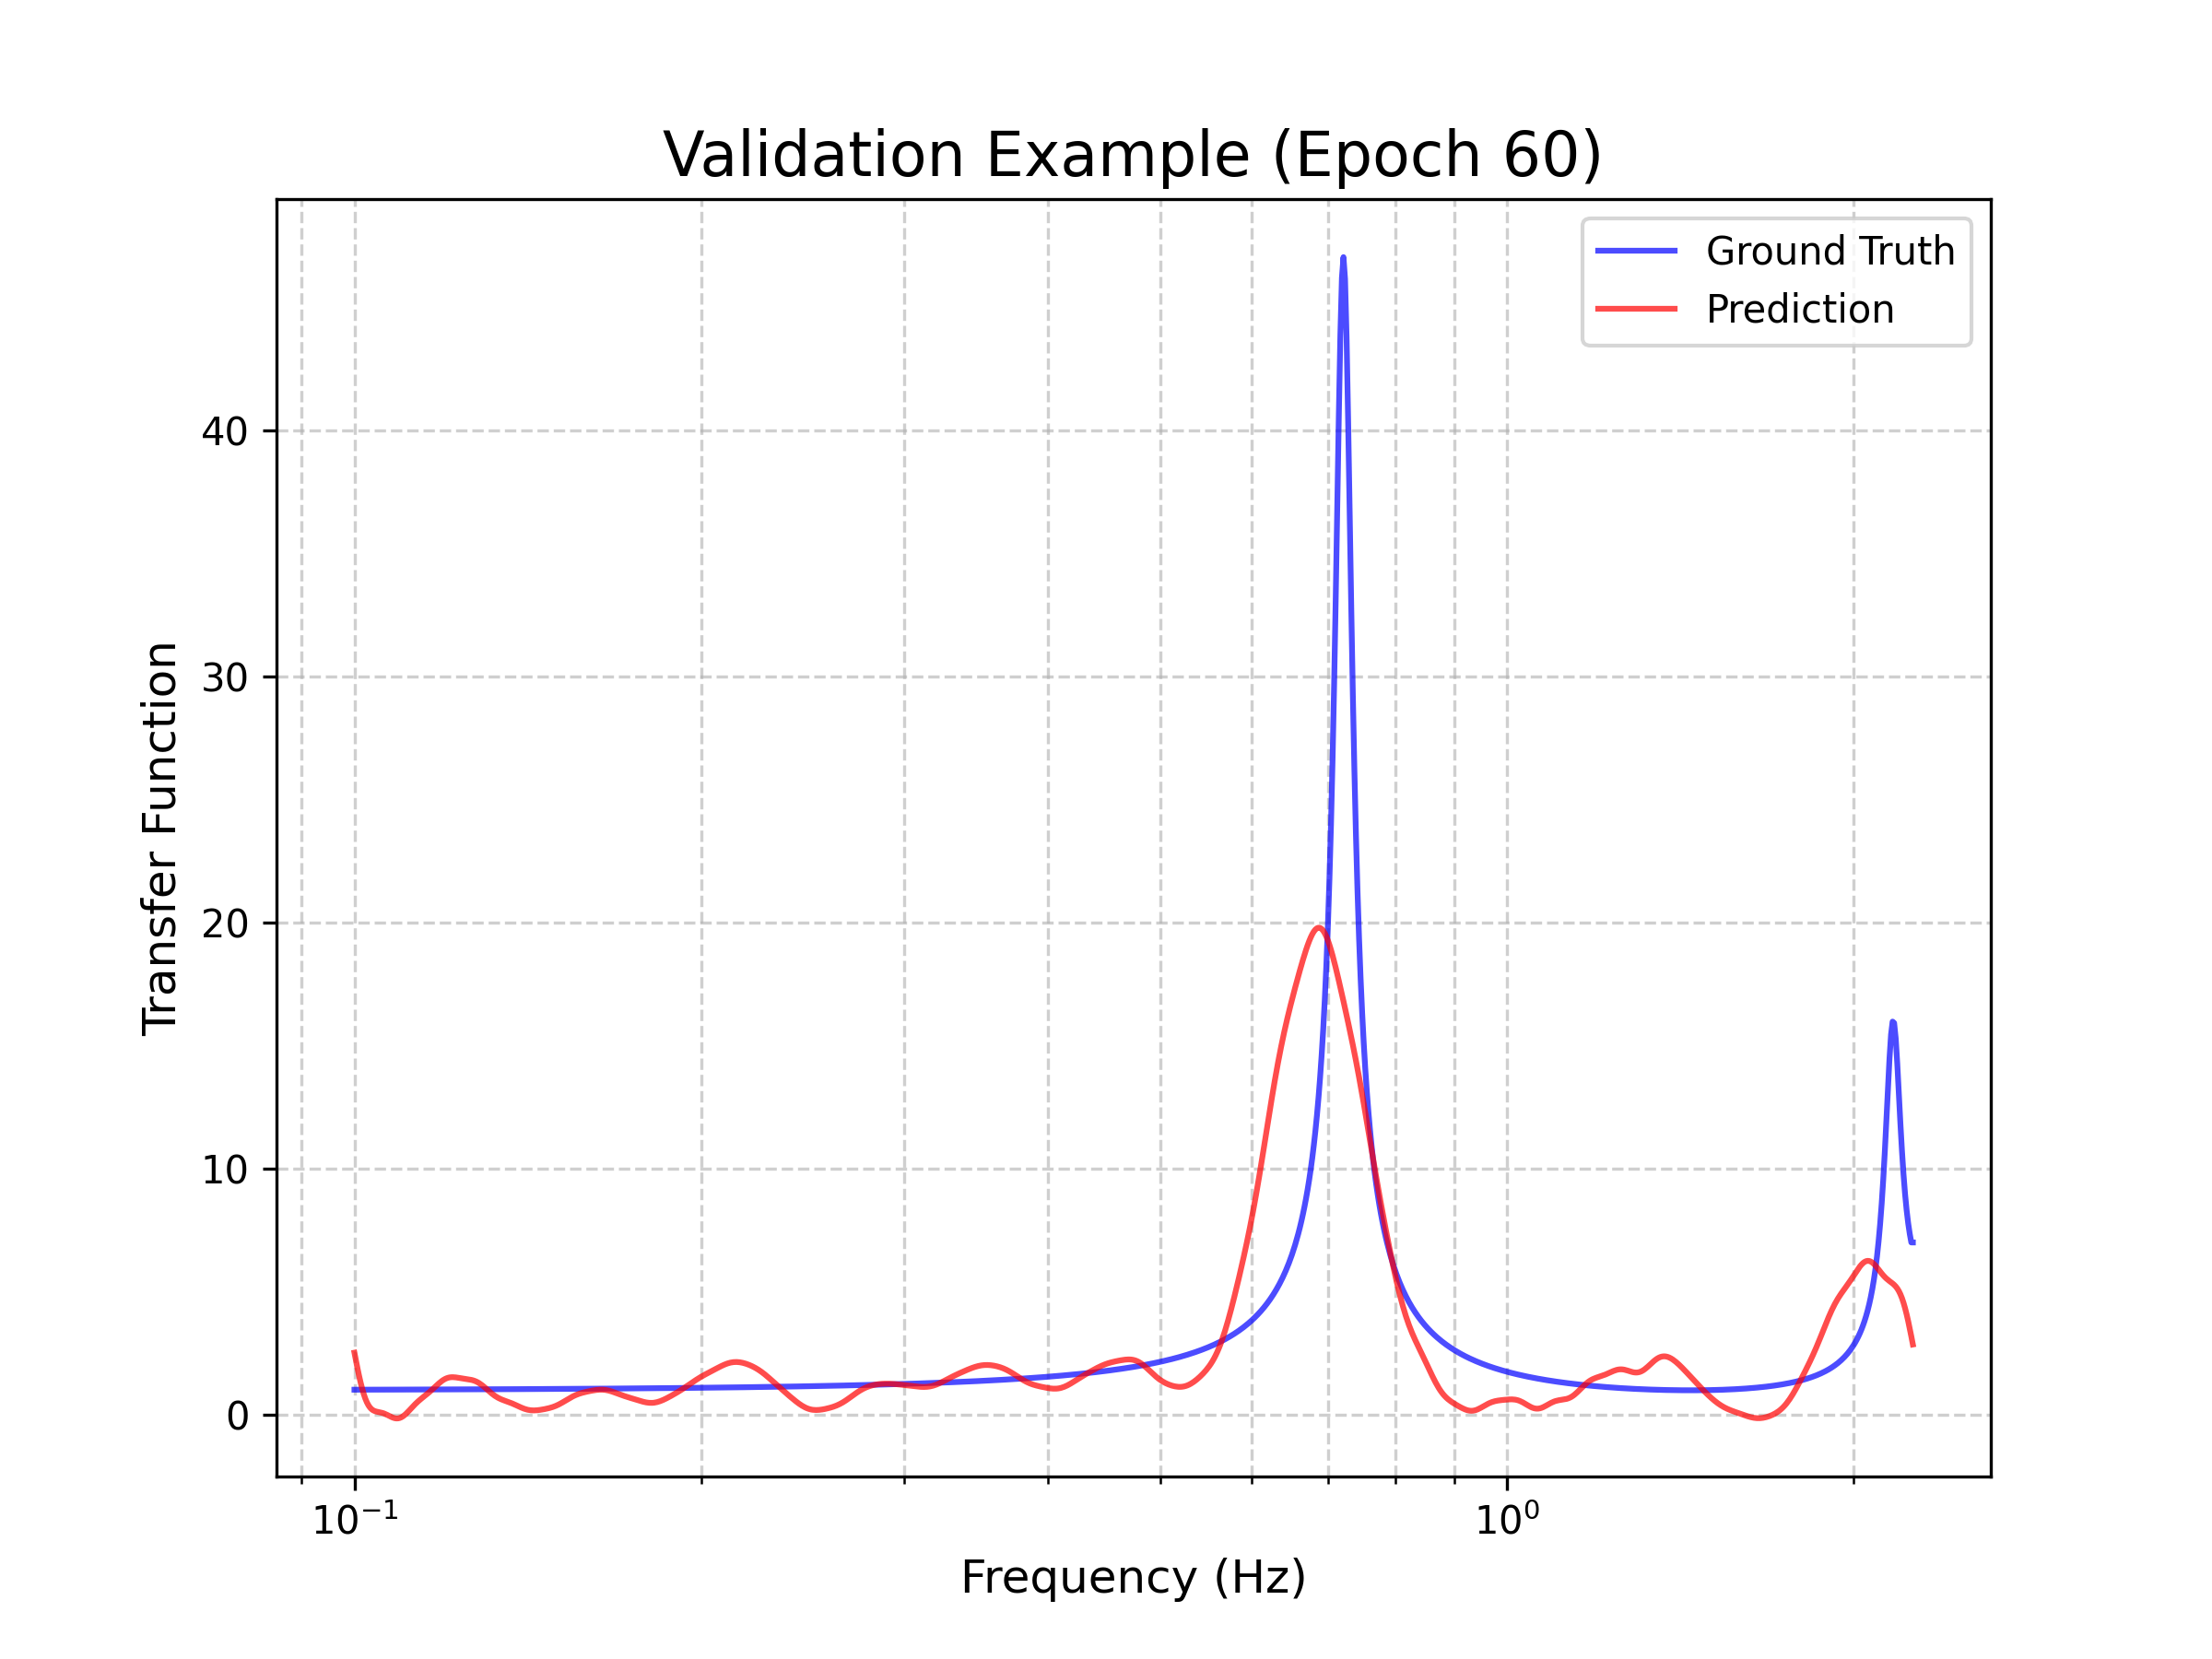 Validation Example (Epoch 60)
Ground Truth
Prediction
Transfer Function
40
30
20
10
0
10⁻¹
10⁰
Frequency (Hz)